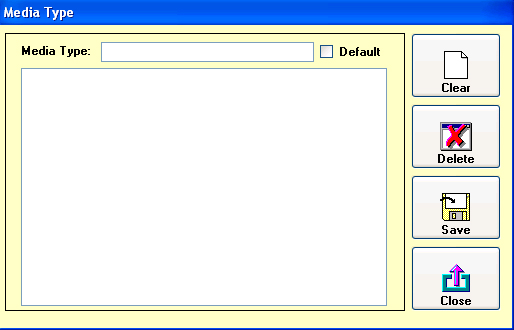 Media Type
Media Type:
Default
Clear
Delete
Save
Close